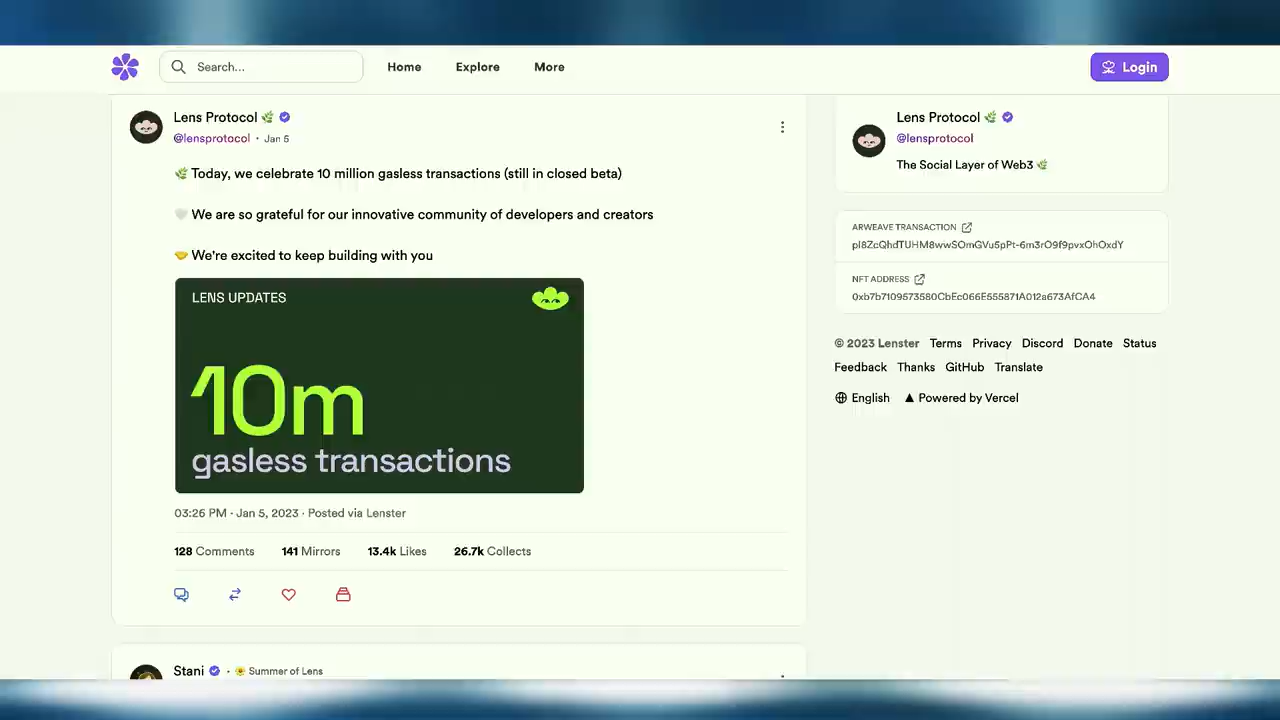 Search...
Home
Explore
More
Login
Lens Protocol 🌿
@lensprotocol · Jan 5
🌿 Today, we celebrate 10 million gasless transactions (still in closed beta)
🤍 We are so grateful for our innovative community of developers and creators
🤝 We're excited to keep building with you
LENS UPDATES
10m
gasless transactions
03:26 PM · Jan 5, 2023 · Posted via Lenster
128 Comments 141 Mirrors 13.4k Likes 26.7k Collects
Stani · Summer of Lens
Lens Protocol 🌿
@lensprotocol
The Social Layer of Web3 🌿
ARWEAVE TRANSACTION
pI8ZcQhdTUHM8wwSOmGVu5pPt-6m3rO9f9pvxOhOxdY
NFT ADDRESS
0xb7b7109573580CbEc066E555871A012a673AfCA4
© 2023 Lenster Terms Privacy Discord Donate Status
Feedback Thanks GitHub Translate
English ▲ Powered by Vercel